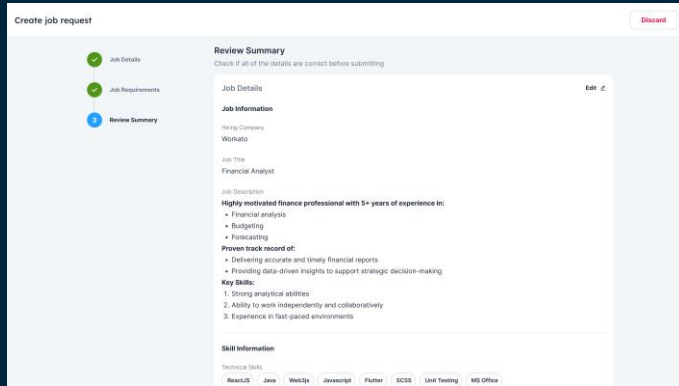 Create job request
Discard
Job Details
Job Requirements
3
Review Summary
Review Summary
Check if all of the details are correct before submitting
Job Details
Edit
Job Information
Hiring Company
Workato
Job Title
Financial Analyst
Job Description
Highly motivated finance professional with 5+ years of experience in:
• Financial analysis
• Budgeting
• Forecasting
Proven track record of:
• Delivering accurate and timely financial reports
• Providing data-driven insights to support strategic decision-making
Key Skills:
1. Strong analytical abilities
2. Ability to work independently and collaboratively
3. Experience in fast-paced environments
Skill Information
Technical Skills
ReactJS Java Web3js Javascript Flutter SCSS Unit Testing MS Office